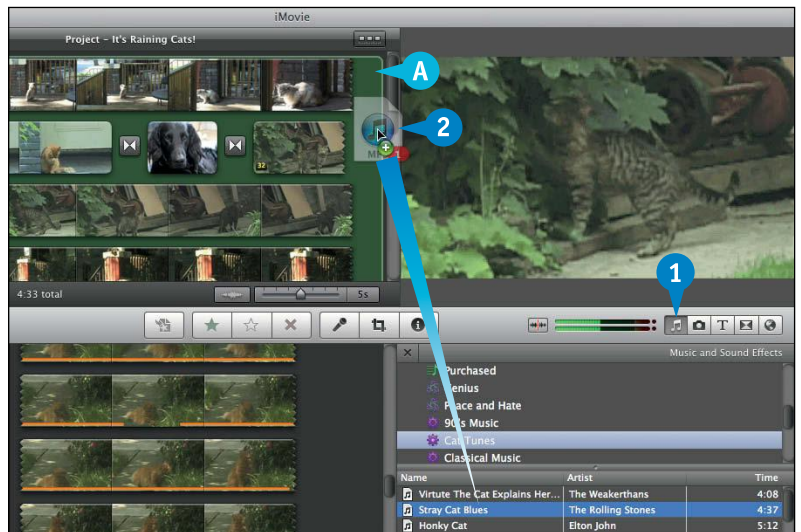 iMovie
Project - It's Raining Cats!
A
2
1
32
4:33 total
5s
1
T
Music and Sound Effects
Purchased
Genius
Peace and Hate
90's Music
Cat Tunes
Classical Music
Name Artist Time
Virtute The Cat Explains Her... The Weakerthans 4:08
Stray Cat Blues The Rolling Stones 4:37
Honky Cat Elton John 5:12